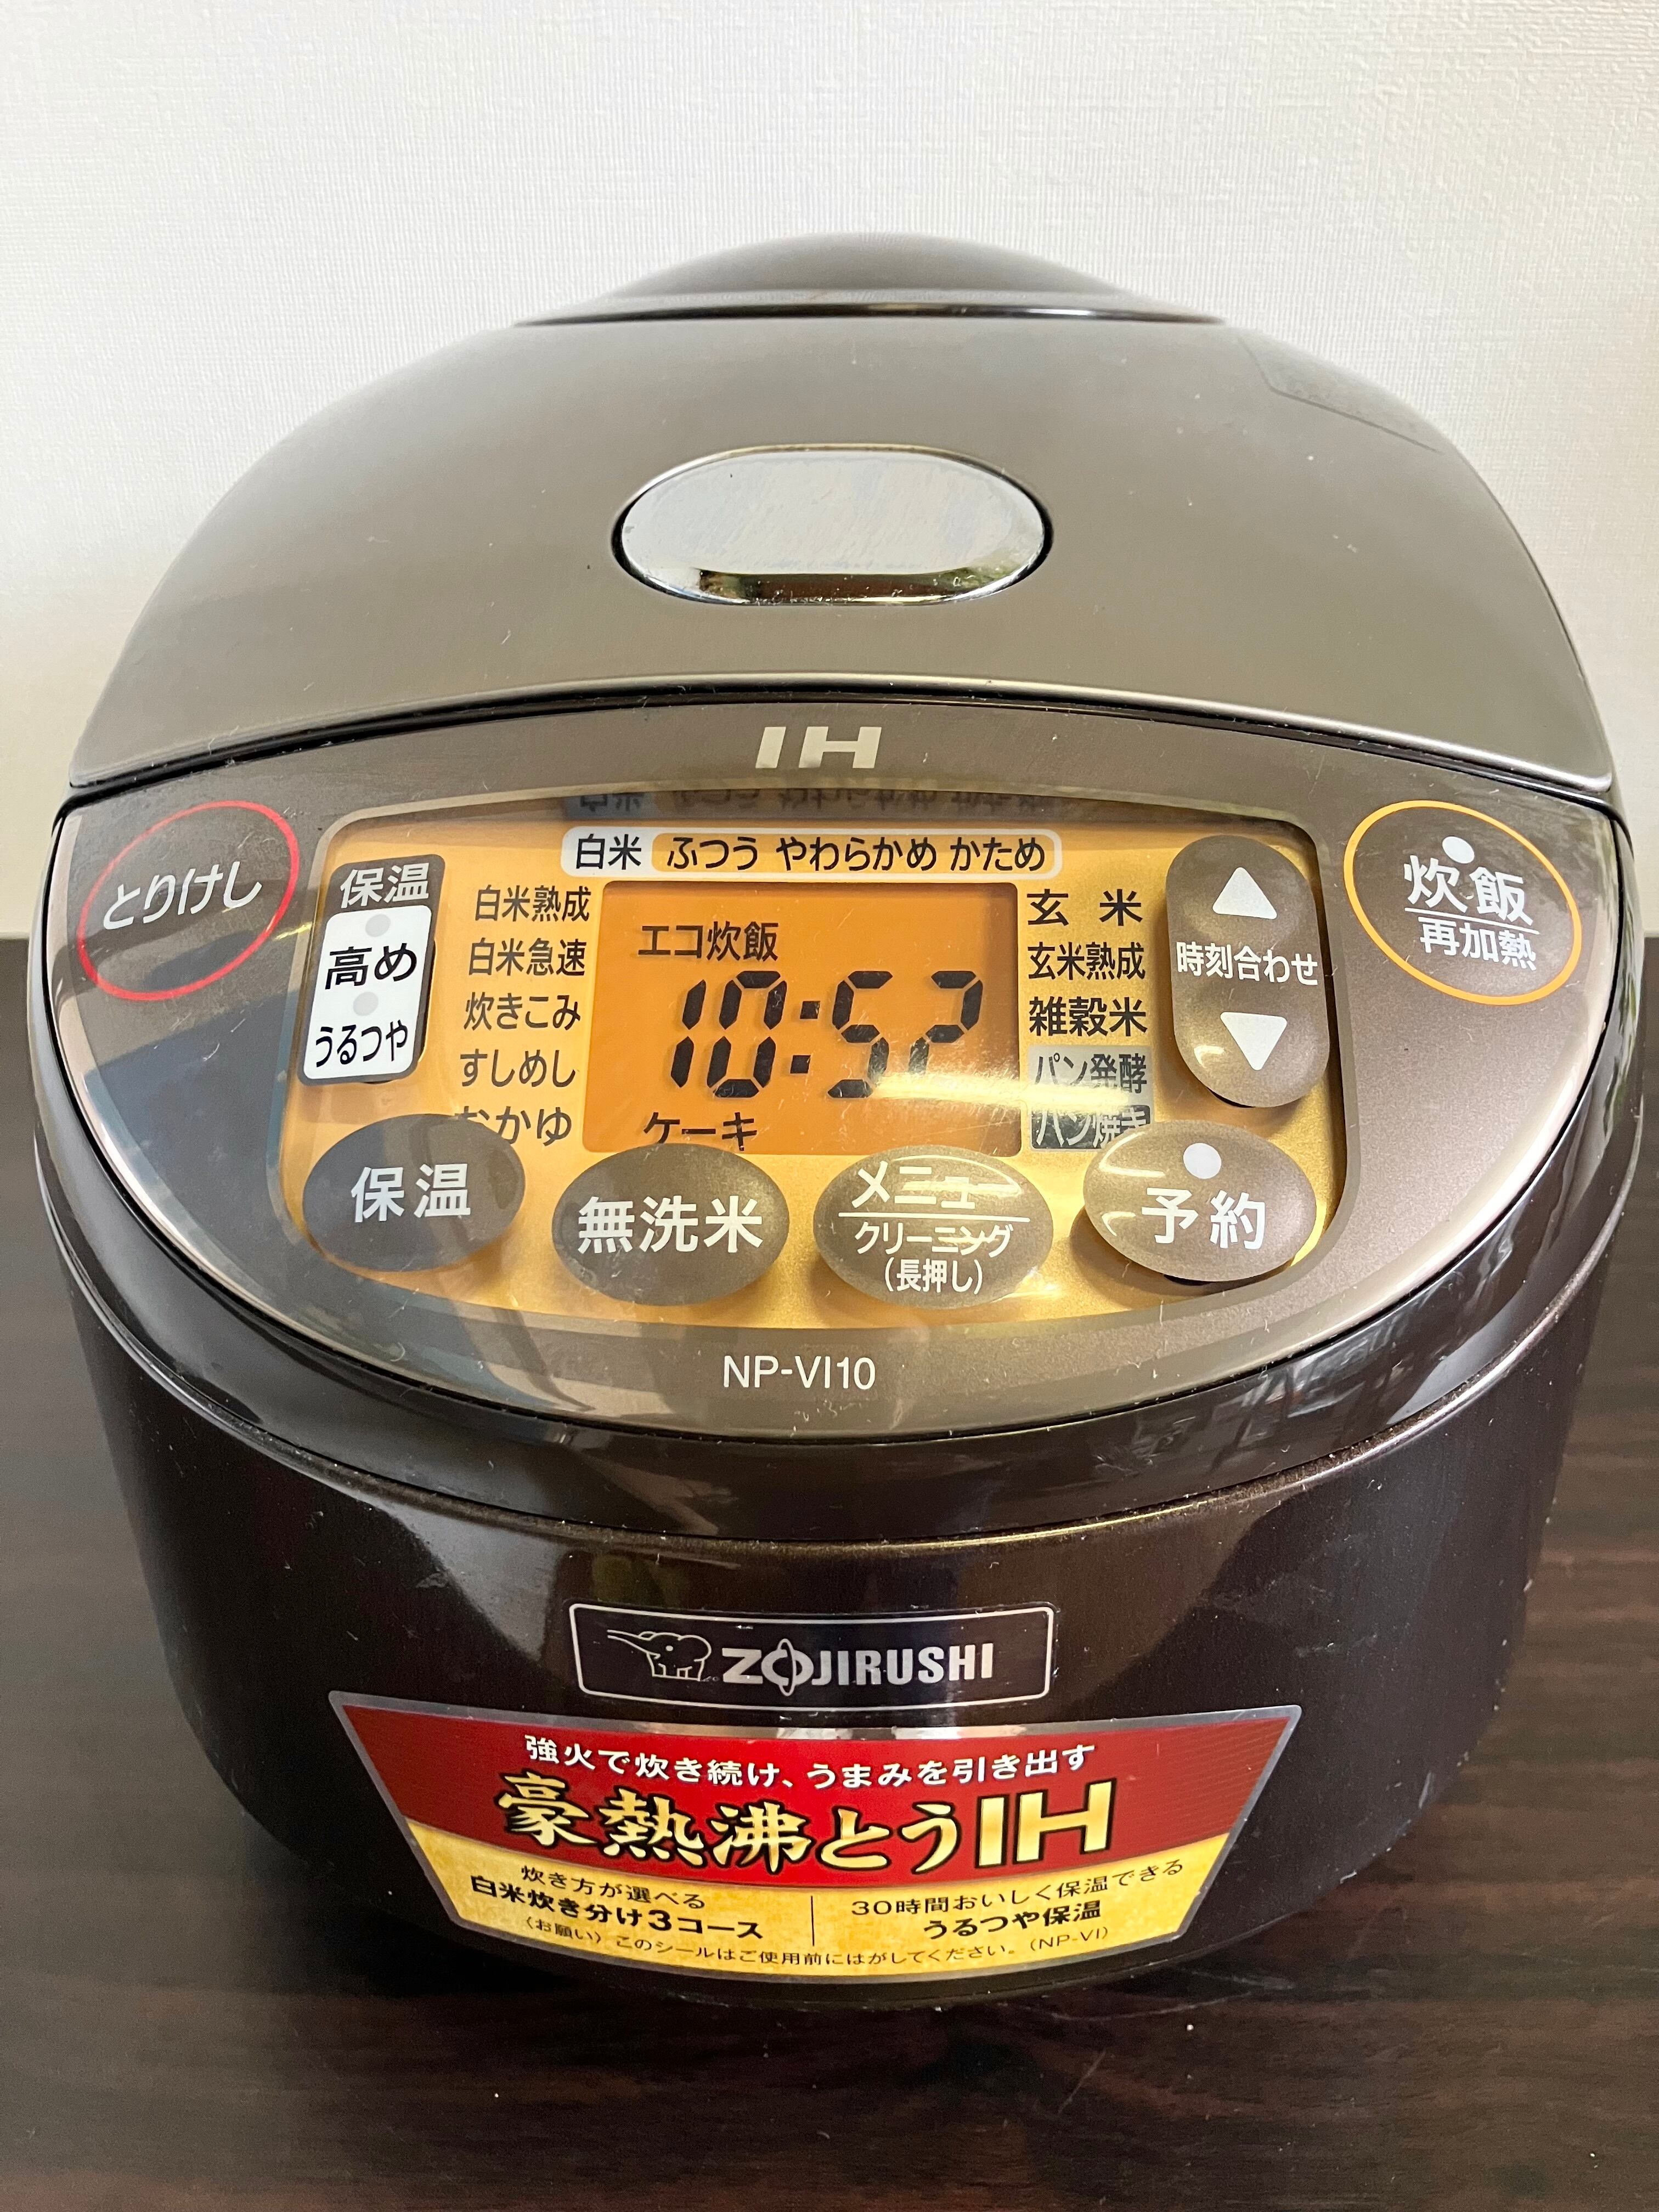 IH
白米 ふつう やわらかめ かため
とりけし
保温
高め
うるつや
白米熟成
白米急速
炊きこみ
すしめし
おかゆ
エコ炊飯
10:52
ケーキ
玄米
玄米熟成
雑穀米
パン発酵
パン焼き
時刻合わせ
炊飯
再加熱
保温
無洗米
メニュー
クリーニング
(長押し)
予約
NP-VI10
ZOJIRUSHI
強火で炊き続け、うまみを引き出す
豪熱沸とうIH
炊き方が選べる
白米炊き分け3コース
30時間おいしく保温できる
うるつや保温
〈お願い〉このシールはご使用前にはがしてください。(NP-VI)